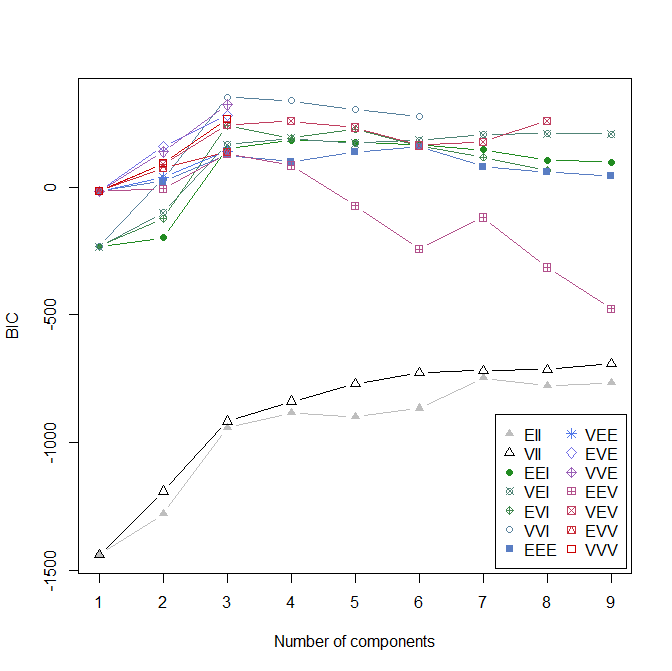 0
-500
-1000
-1500
BIC
1 2 3 4 5 6 7 8 9
Number of components
EII VEE
VII EVE
EEI VVE
VEI EEV
EVI VEV
VVI EVV
EEE VVV